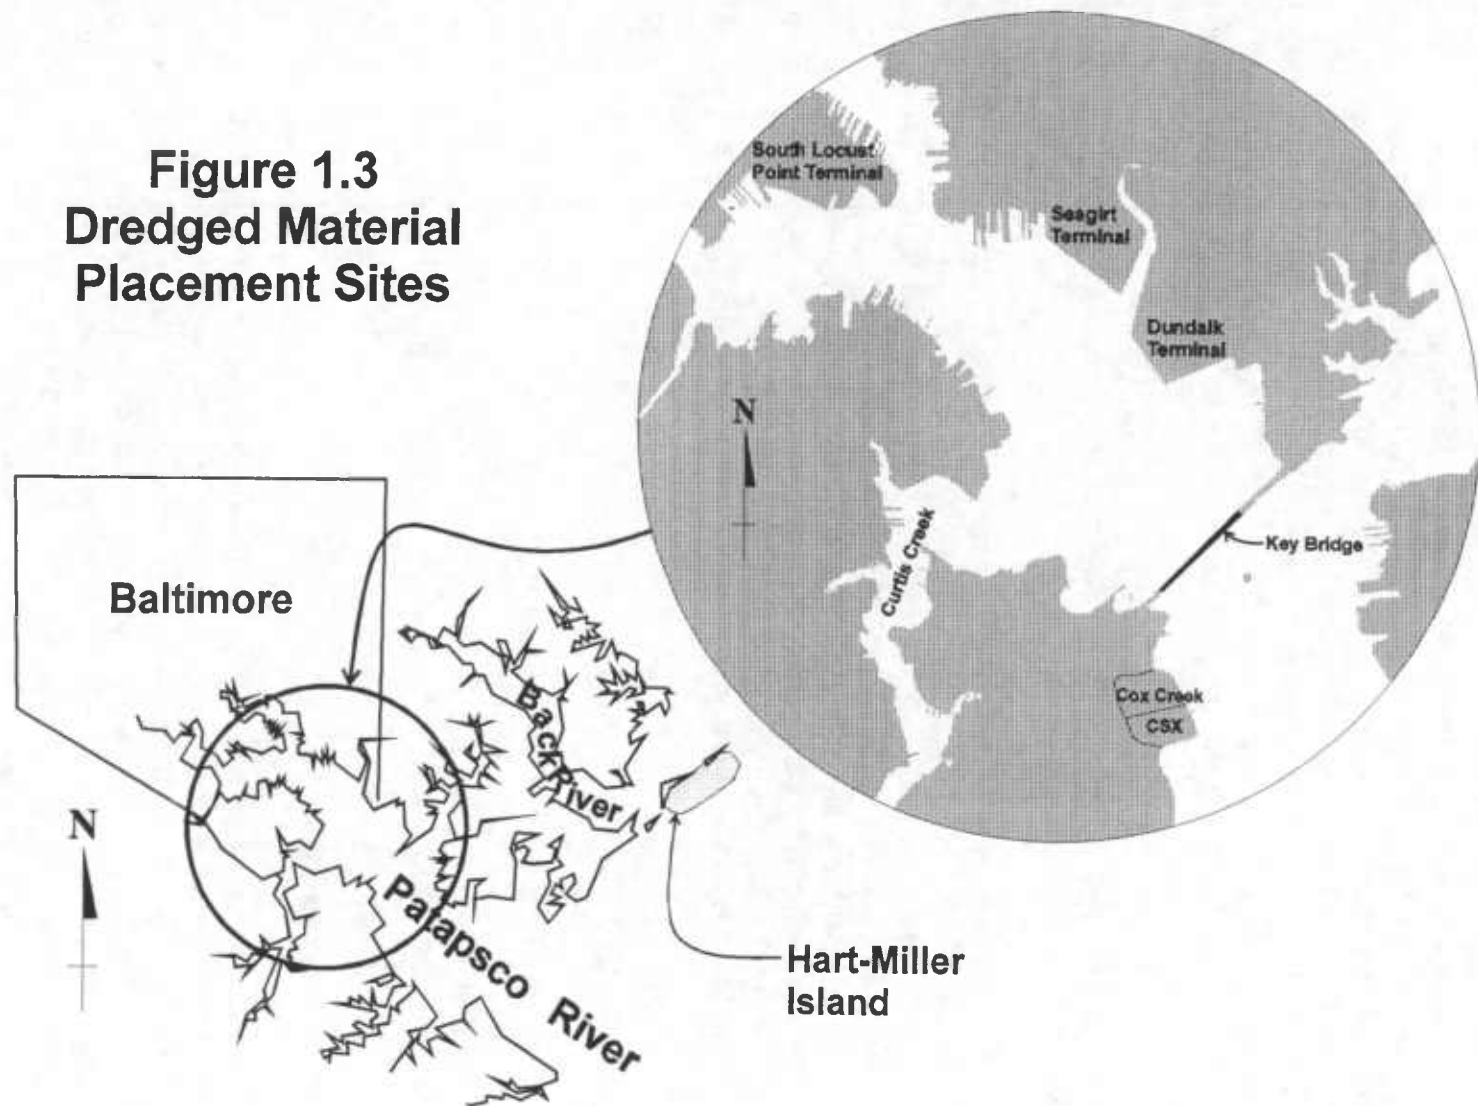 Figure 1.3
Dredged Material
Placement Sites
South Locust
Point Terminal
Seagirt
Terminal
Dundalk
Terminal
N
Key Bridge
Curtis Creek
Cox Creek
CSX
Baltimore
Back River
N
Patapsco River
Hart-Miller
Island